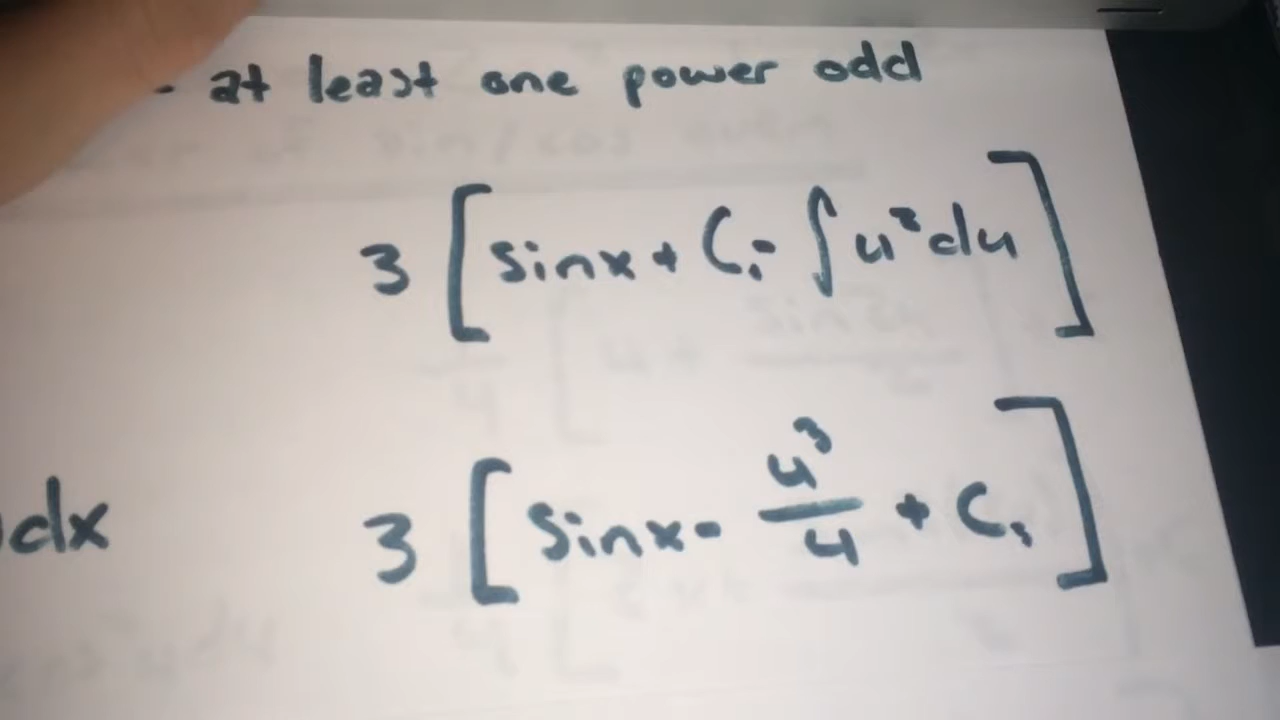 at least one power odd
3 [sinx + C₁ - ∫u²du]
dx
3 [sinx - u³/4 + C₁]